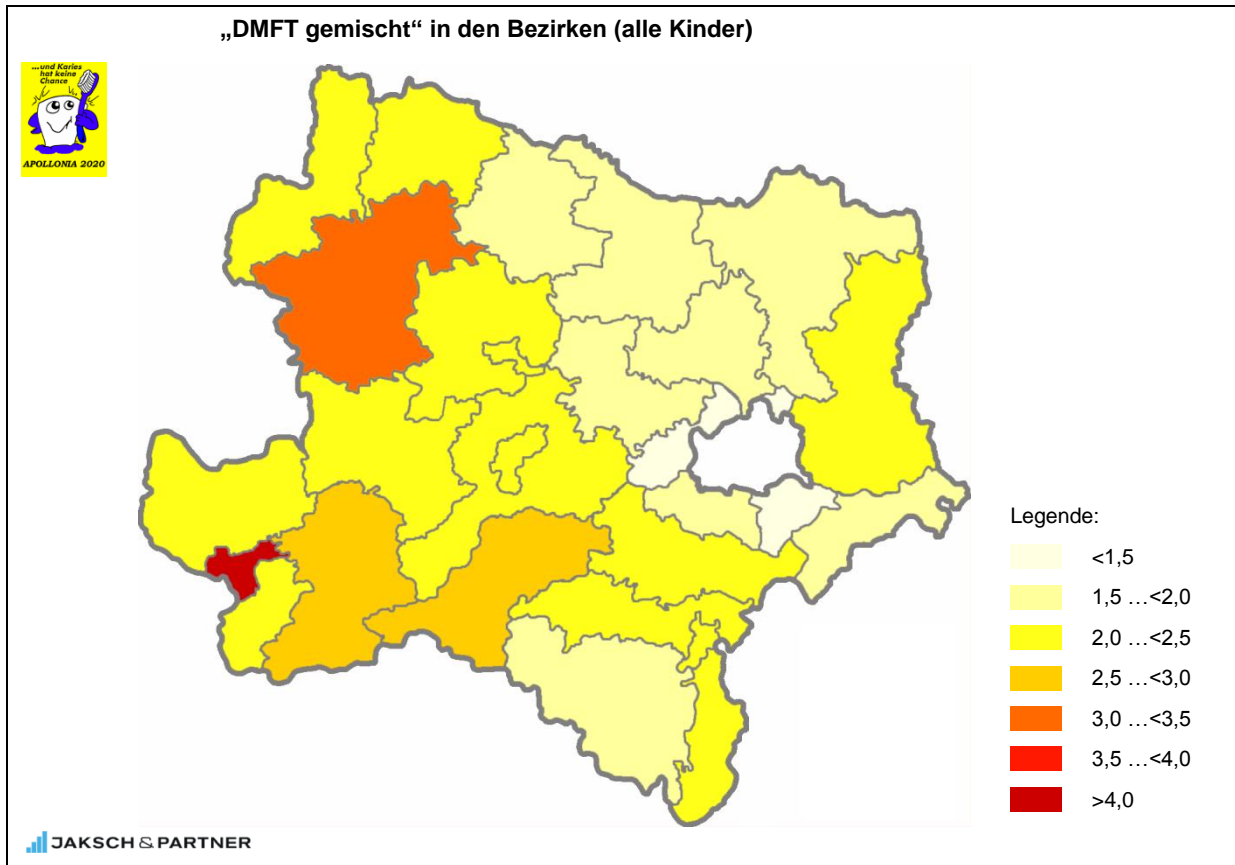 „DMFT gemischt“ in den Bezirken (alle Kinder)
...und Karies
hat keine
Chance
APOLLONIA 2020
Legende:
<1,5
1,5 …<2,0
2,0 …<2,5
2,5 …<3,0
3,0 …<3,5
3,5 …<4,0
>4,0
JAKSCH & PARTNER